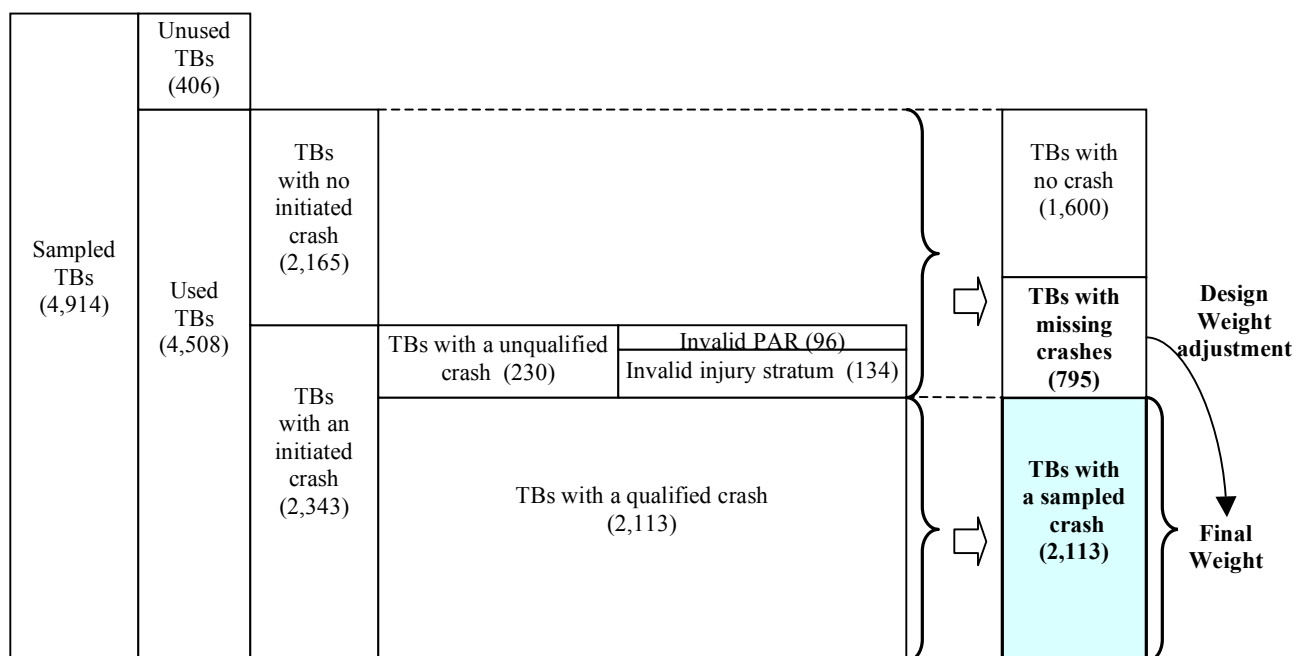 Unused
TBs
(406)
Sampled
TBs
(4,914)
Used
TBs
(4,508)
TBs
with no
initiated
crash
(2,165)
TBs
with an
initiated
crash
(2,343)
TBs with a unqualified
crash (230)
Invalid PAR (96)
Invalid injury stratum (134)
TBs with a qualified crash
(2,113)
TBs with
no crash
(1,600)
TBs with
missing
crashes
(795)
TBs with
a sampled
crash
(2,113)
Design
Weight
adjustment
Final
Weight